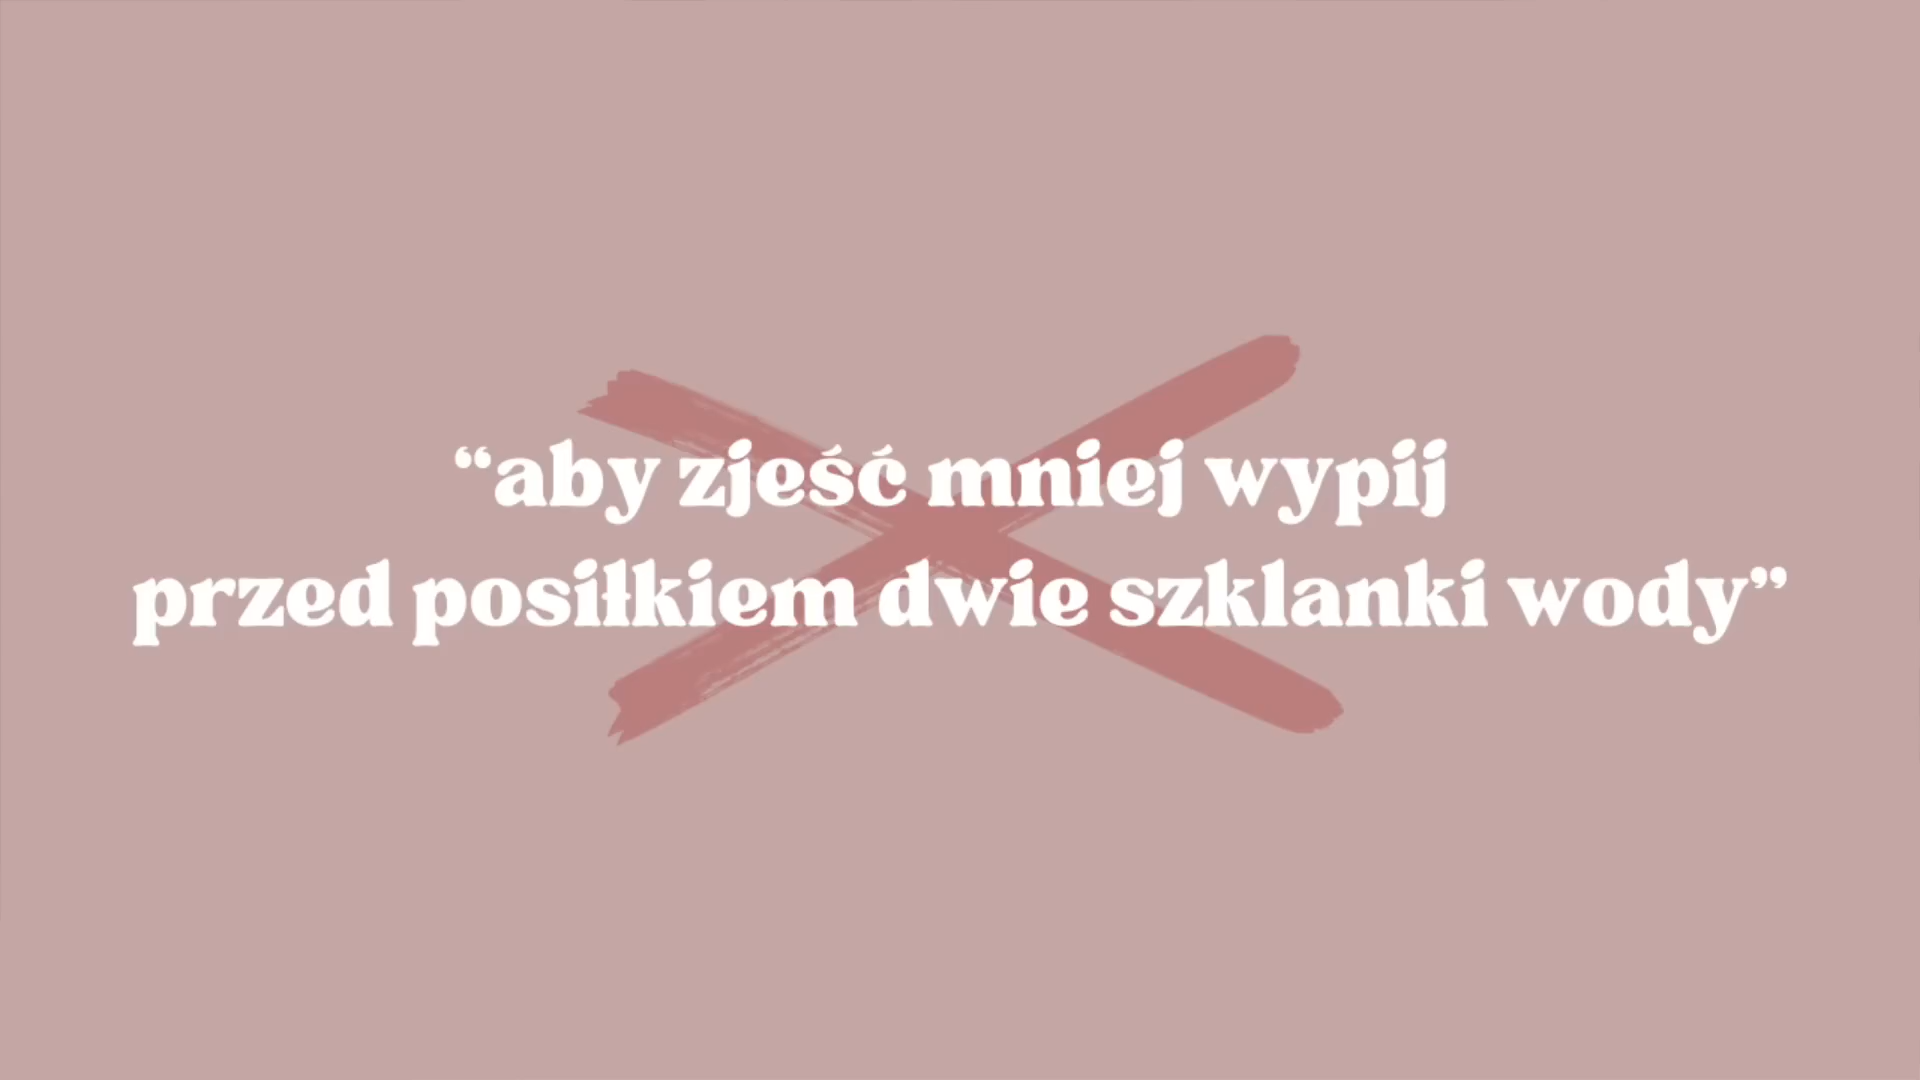 “aby zjeść mniej wypij
przed posiłkiem dwie szklanki wody”